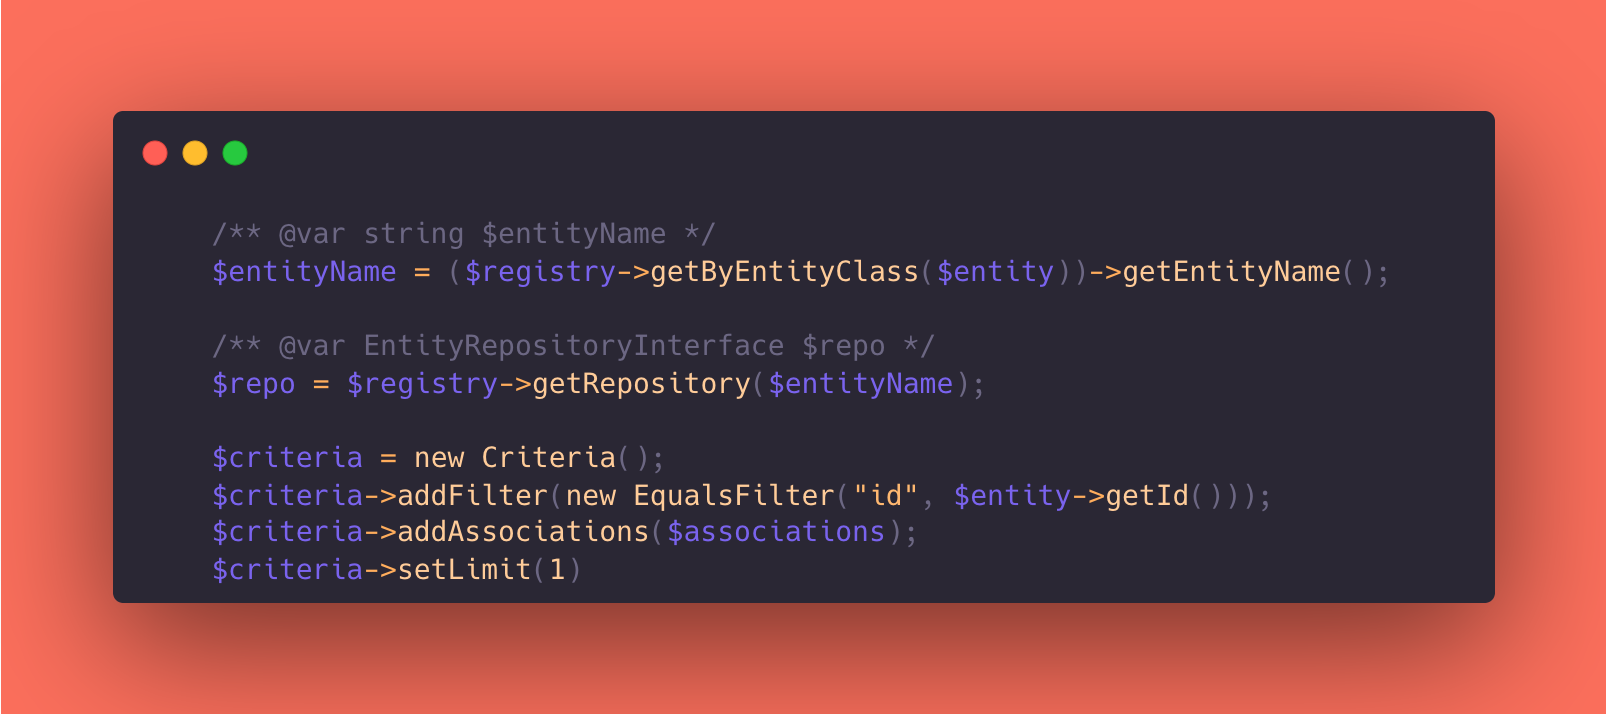 /** @var string $entityName */
$entityName = ($registry->getByEntityClass($entity))->getEntityName();
/** @var EntityRepositoryInterface $repo */
$repo = $registry->getRepository($entityName);
$criteria = new Criteria();
$criteria->addFilter(new EqualsFilter("id", $entity->getId()));
$criteria->addAssociations($associations);
$criteria->setLimit(1)